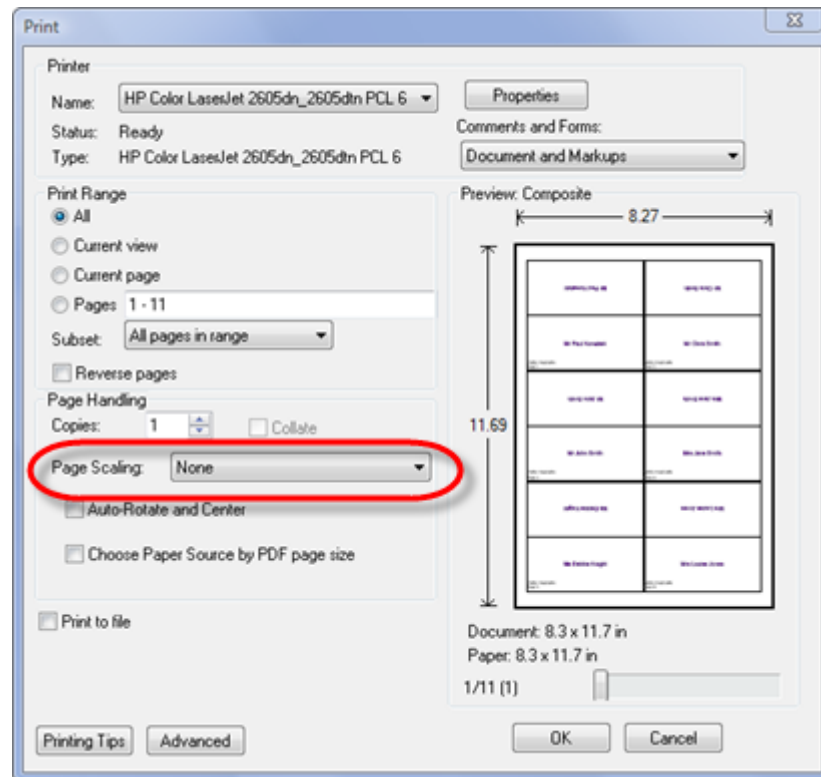 Print
Printer
Name: HP Color LaserJet 2605dn_2605dtn PCL 6
Properties
Status: Ready
Comments and Forms:
Type: HP Color LaserJet 2605dn_2605dtn PCL 6
Document and Markups
Print Range
All
Current view
Current page
Pages 1 - 11
Subset: All pages in range
Reverse pages
Page Handling
Copies: 1
Collate
Page Scaling: None
Auto-Rotate and Center
Choose Paper Source by PDF page size
Print to file
Preview: Composite
8.27
11.69
Mr John Smith
Document: 8.3 x 11.7 in
Paper: 8.3 x 11.7 in
1/11 (1)
Printing Tips
Advanced
OK
Cancel